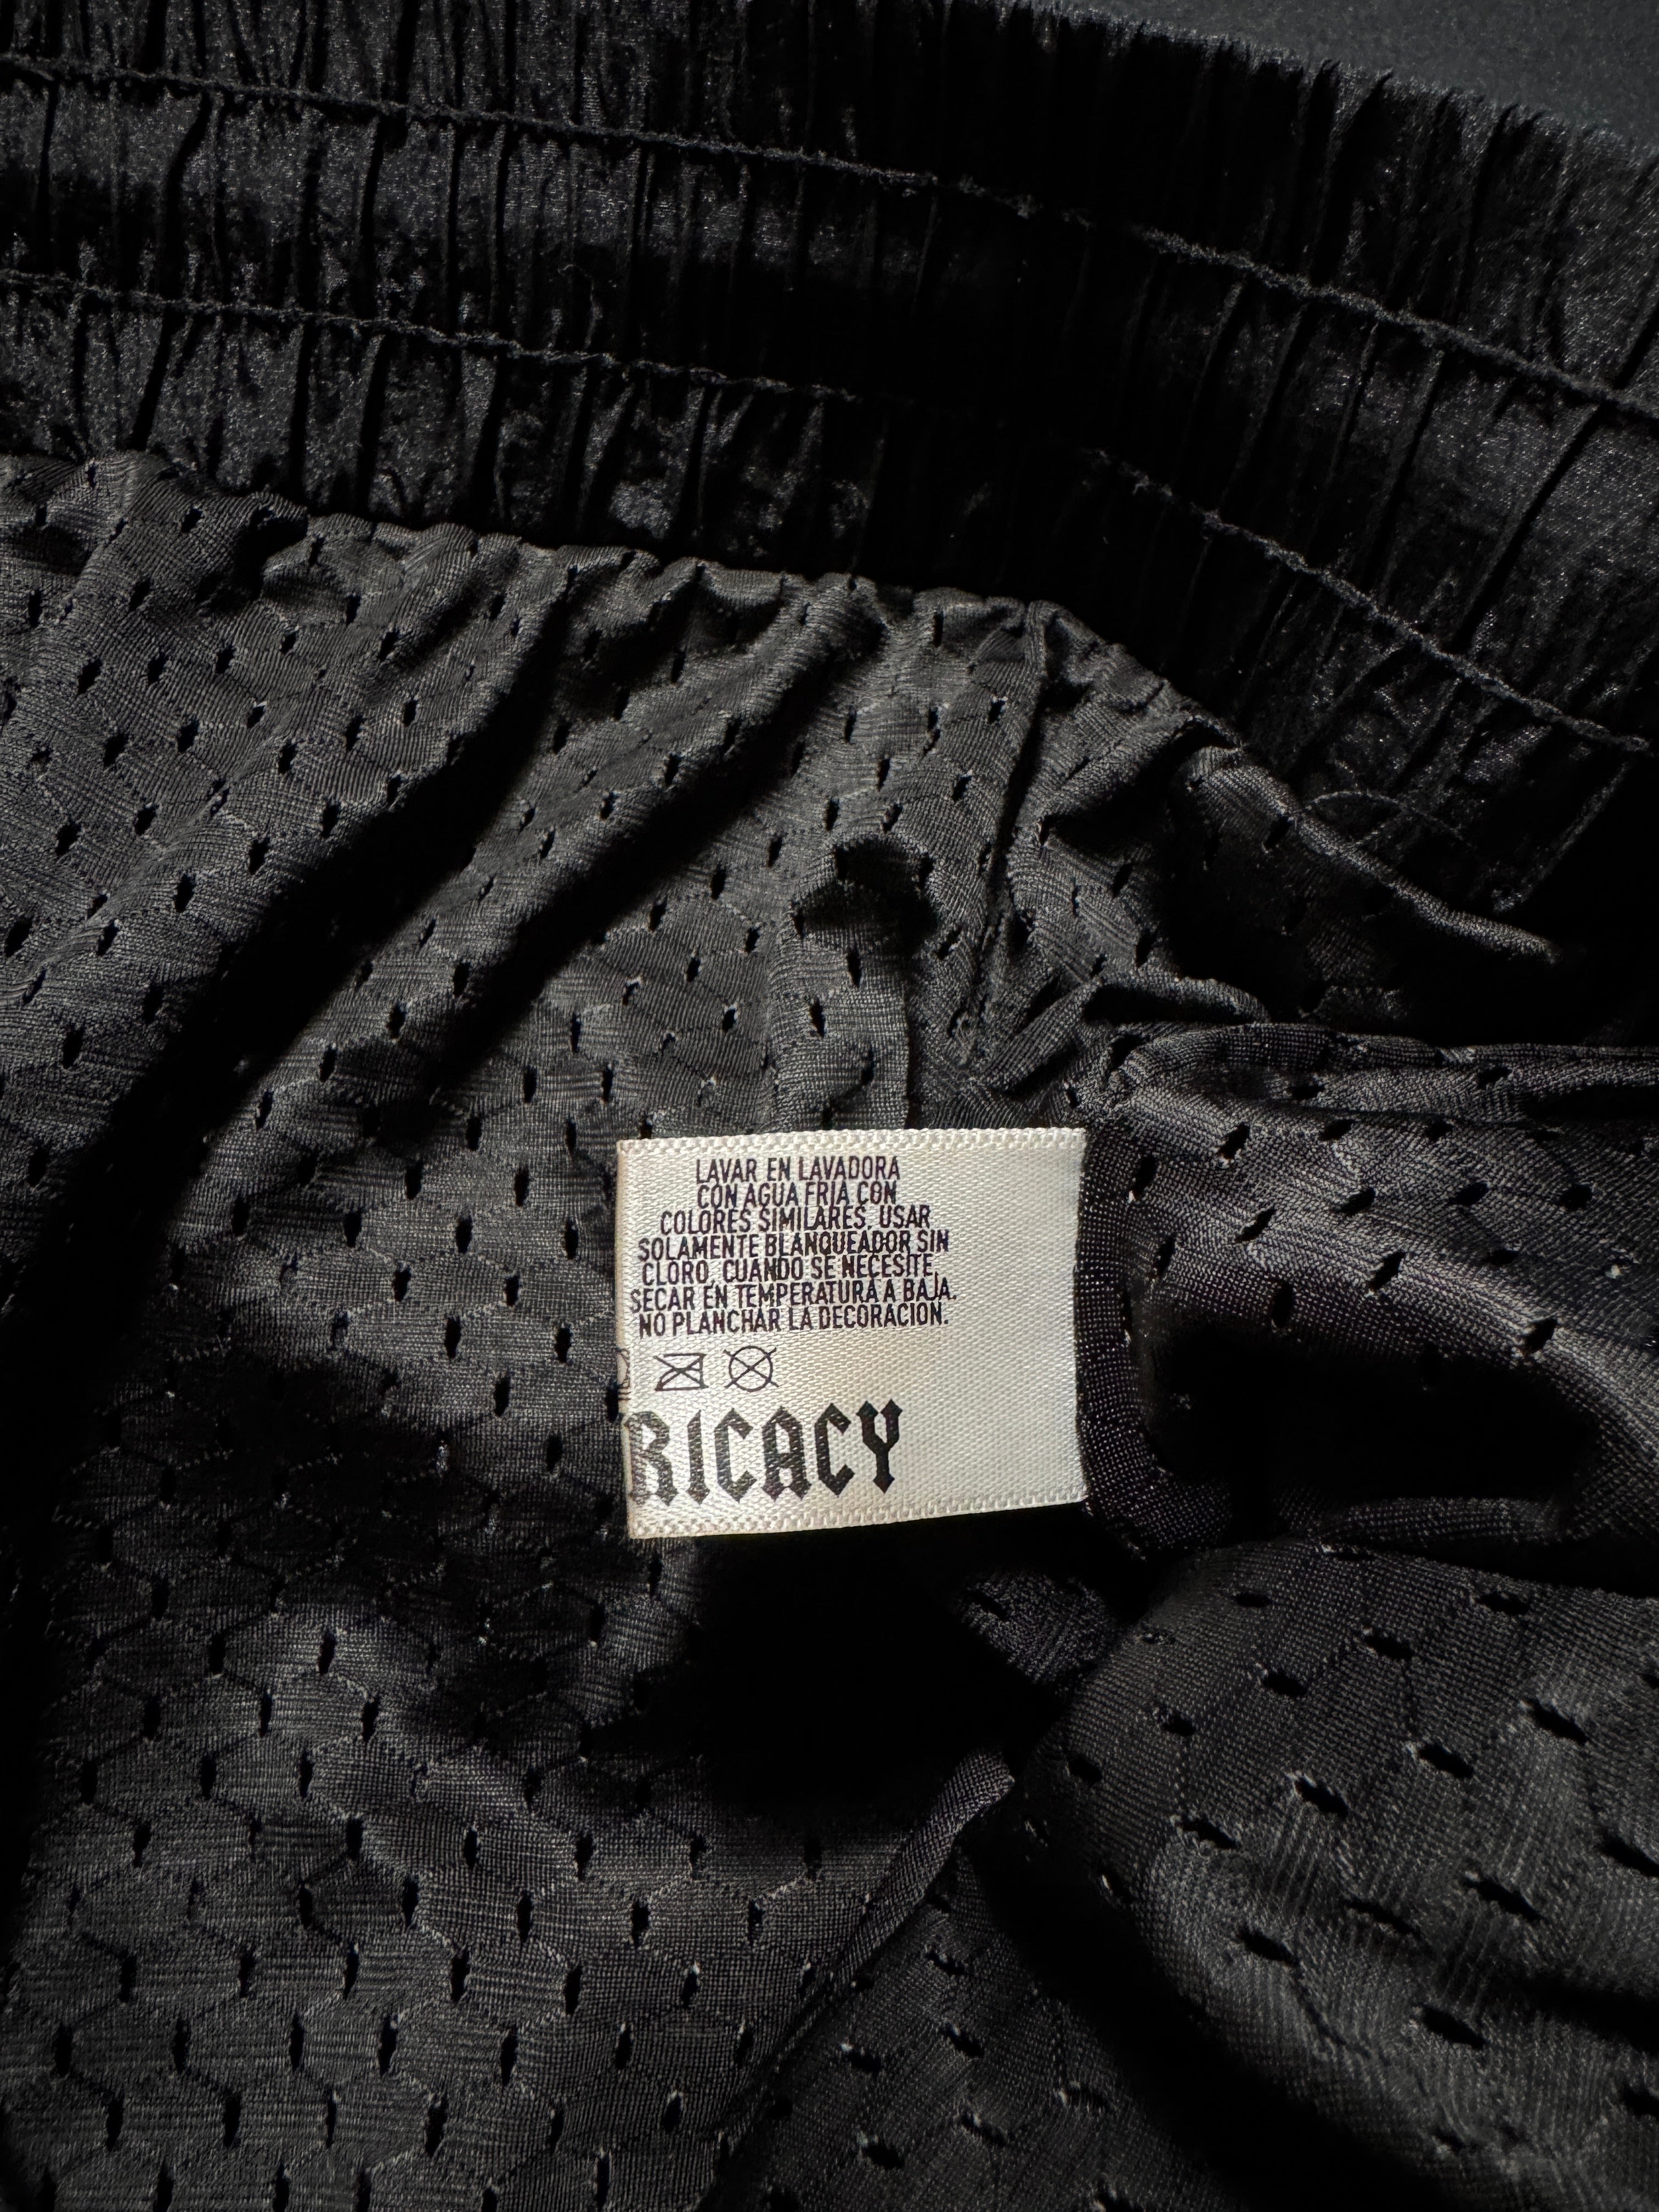 LAVAR EN LAVADORA
CON AGUA FRIA CON
COLORES SIMILARES, USAR
SOLAMENTE BLANQUEADOR SIN
CLORO, CUANDO SE NECESITE,
SECAR EN TEMPERATURA A BAJA.
NO PLANCHAR LA DECORACION.
RICACY